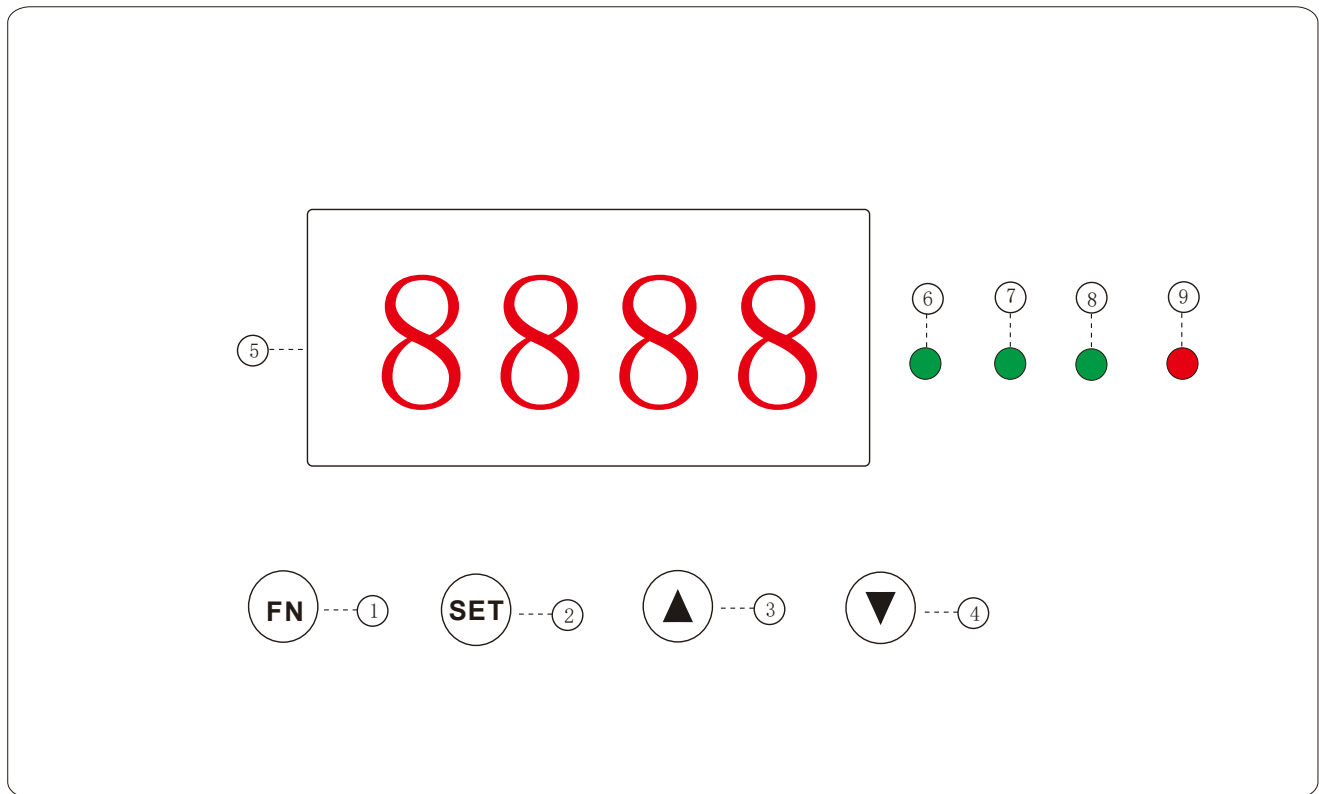 8888
⑤
⑥ ⑦ ⑧ ⑨
FN ① SET ② ▲ ③ ▼ ④